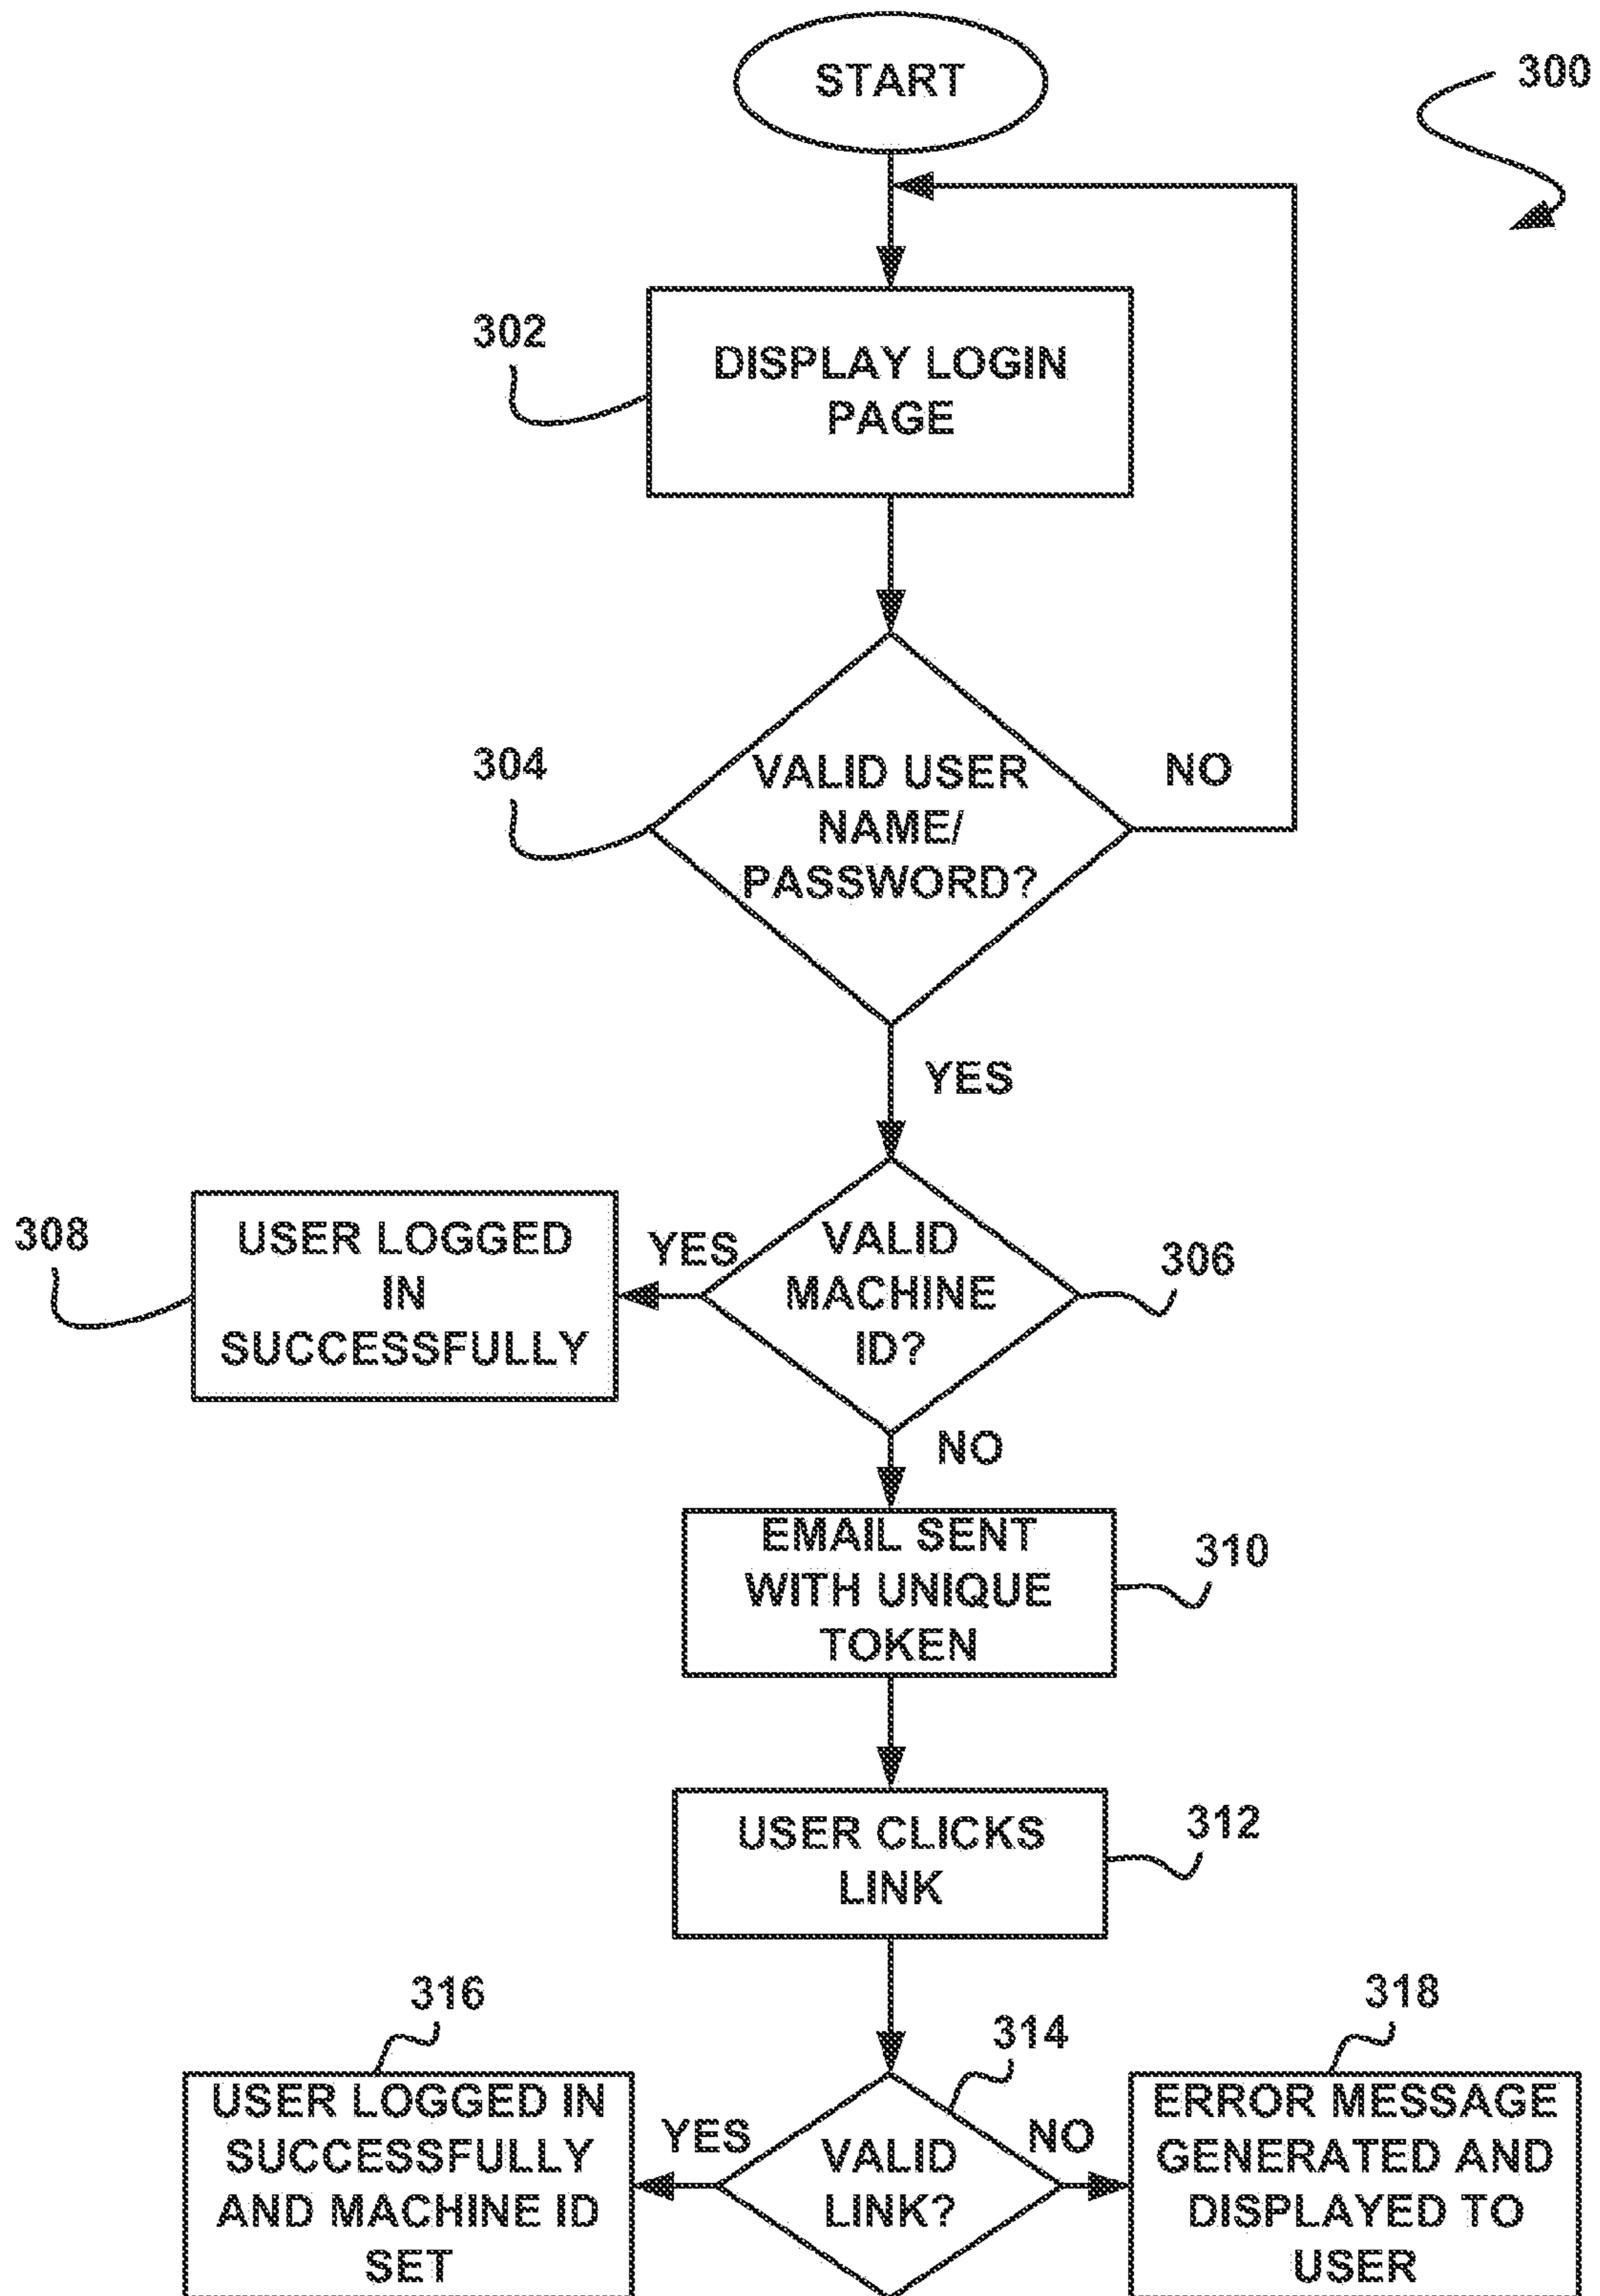 START
300
302
DISPLAY LOGIN
PAGE
304
VALID USER
NAME/
PASSWORD?
NO
YES
308
USER LOGGED
IN
SUCCESSFULLY
YES
VALID
MACHINE
ID?
306
NO
EMAIL SENT
WITH UNIQUE
TOKEN
310
USER CLICKS
LINK
312
316
314
318
USER LOGGED IN
SUCCESSFULLY
AND MACHINE ID
SET
YES
VALID
LINK?
NO
ERROR MESSAGE
GENERATED AND
DISPLAYED TO
USER